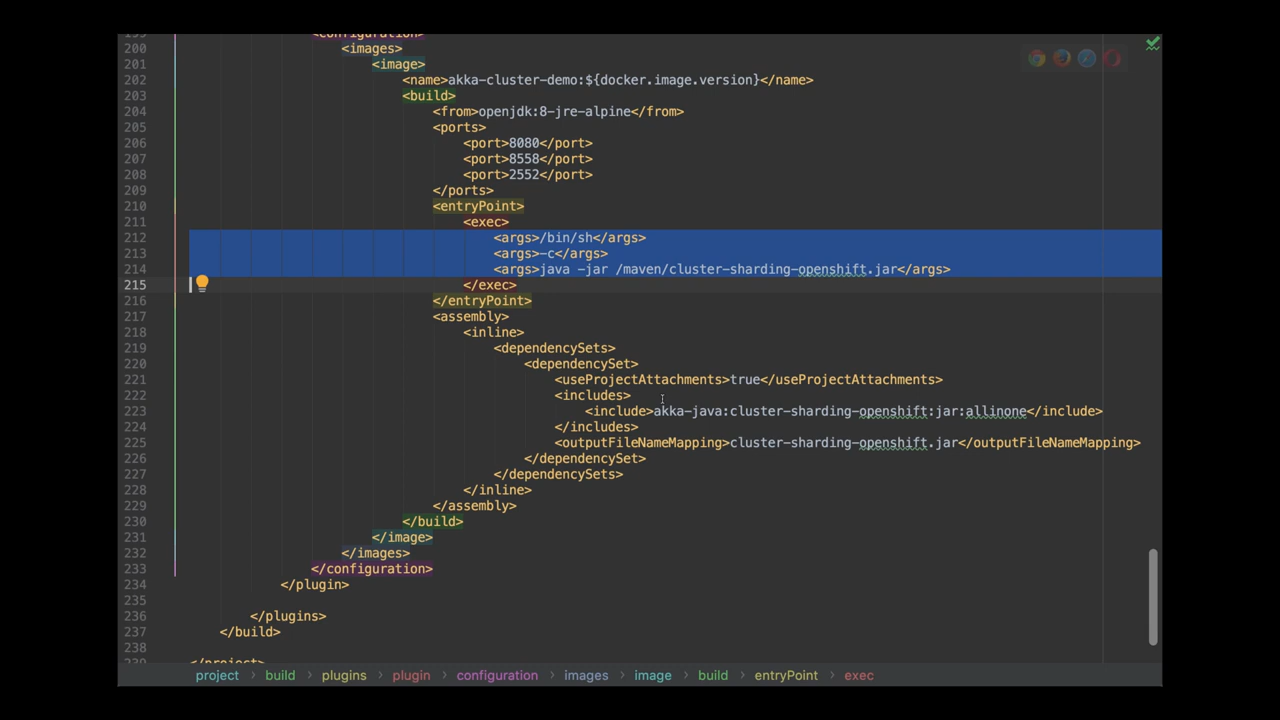 199 <configuration>
200 <images>
201 <image>
202 <name>akka-cluster-demo:${docker.image.version}</name>
203 <build>
204 <from>openjdk:8-jre-alpine</from>
205 <ports>
206 <port>8080</port>
207 <port>8558</port>
208 <port>2552</port>
209 </ports>
210 <entryPoint>
211 <exec>
212 <args>/bin/sh</args>
213 <args>-c</args>
214 <args>java -jar /maven/cluster-sharding-openshift.jar</args>
215 </exec>
216 </entryPoint>
217 <assembly>
218 <inline>
219 <dependencySets>
220 <dependencySet>
221 <useProjectAttachments>true</useProjectAttachments>
222 <includes>
223 <include>akka-java:cluster-sharding-openshift:jar:allinone</include>
224 </includes>
225 <outputFileNameMapping>cluster-sharding-openshift.jar</outputFileNameMapping>
226 </dependencySet>
227 </dependencySets>
228 </inline>
229 </assembly>
230 </build>
231 </image>
232 </images>
233 </configuration>
234 </plugin>
235
236 </plugins>
237 </build>
238
239 </project>
project › build › plugins › plugin › configuration › images › image › build › entryPoint › exec